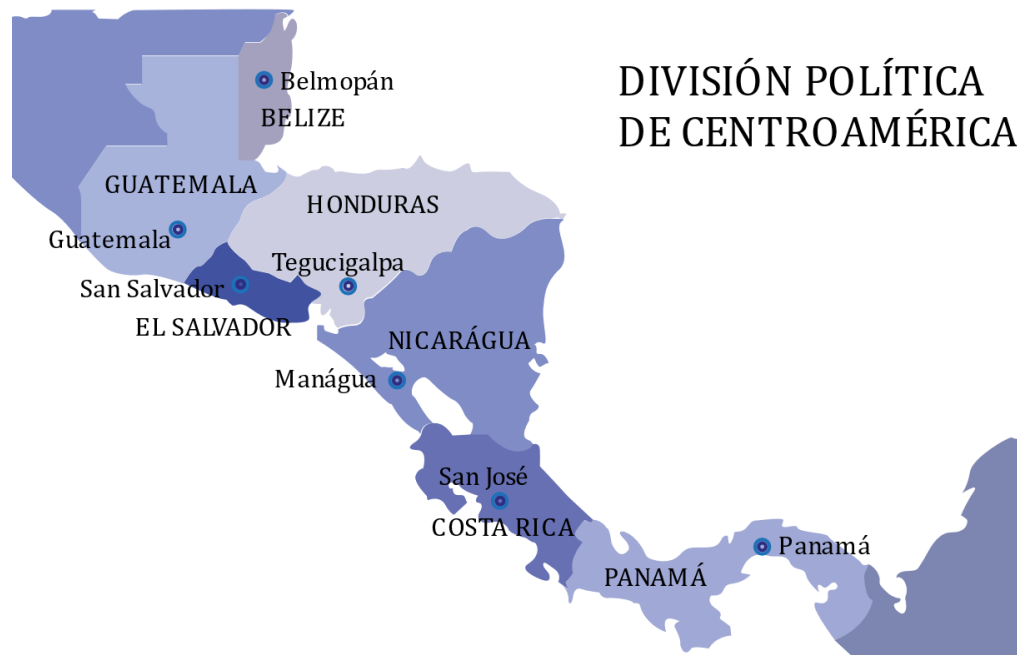 DIVISIÓN POLÍTICA
DE CENTROAMÉRICA
Belmopán
BELIZE
GUATEMALA
HONDURAS
Guatemala
Tegucigalpa
San Salvador
EL SALVADOR
NICARÁGUA
Manágua
San José
COSTA RICA
Panamá
PANAMÁ